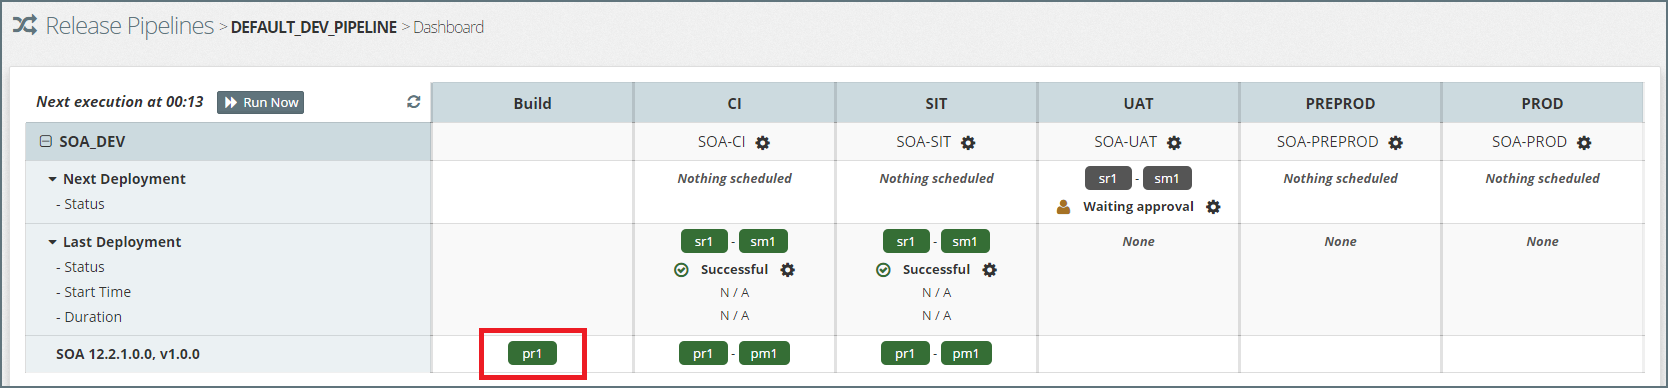 Release Pipelines > DEFAULT_DEV_PIPELINE > Dashboard
Next execution at 00:13 Run Now Build CI SIT UAT PREPROD PROD
SOA_DEV SOA-CI SOA-SIT SOA-UAT SOA-PREPROD SOA-PROD
Next Deployment Nothing scheduled Nothing scheduled sr1 - sm1 Nothing scheduled Nothing scheduled
- Status Waiting approval
Last Deployment sr1 - sm1 sr1 - sm1 None None None
- Status Successful Successful
- Start Time N / A N / A
- Duration N / A N / A
SOA 12.2.1.0.0, v1.0.0 pr1 pr1 - pm1 pr1 - pm1